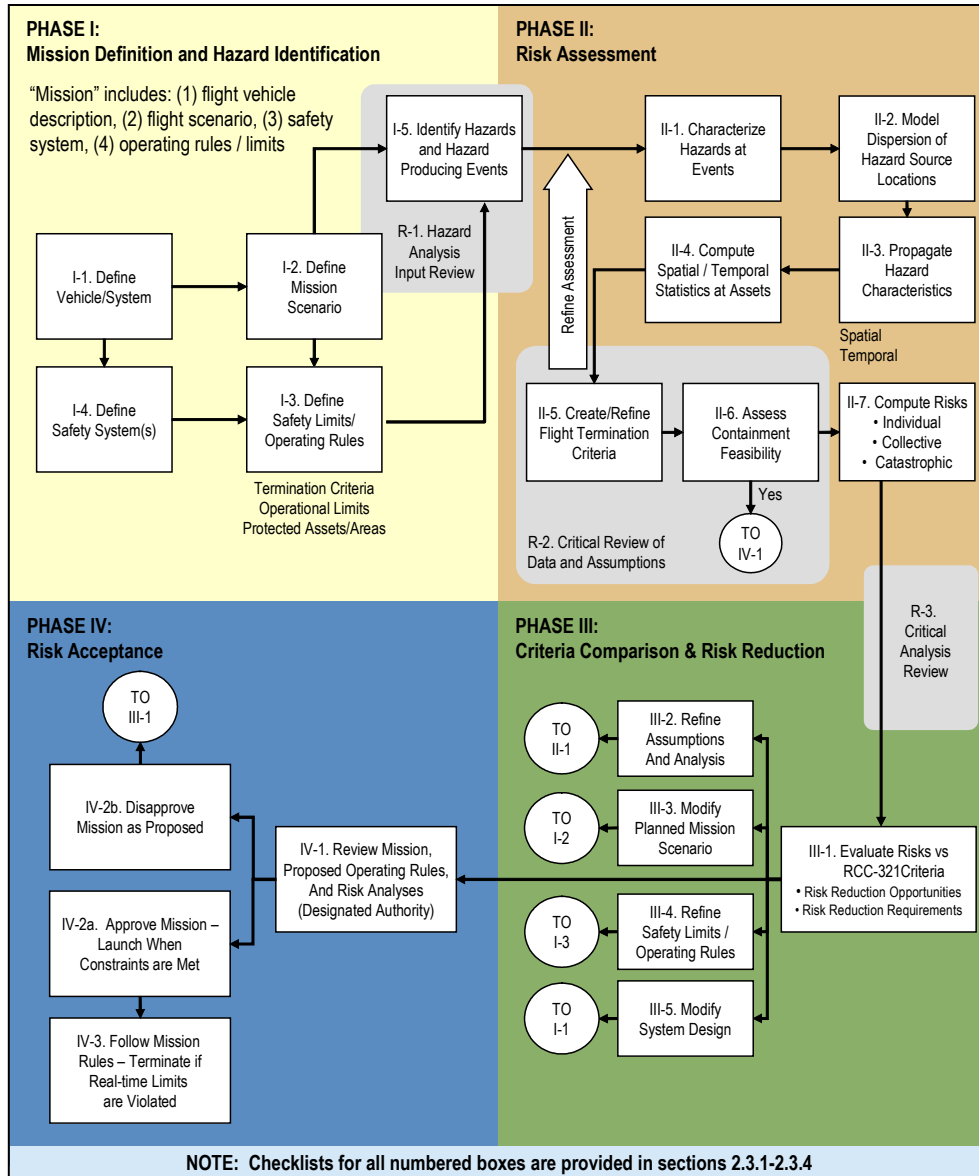 PHASE I:
Mission Definition and Hazard Identification
“Mission” includes: (1) flight vehicle
description, (2) flight scenario, (3) safety
system, (4) operating rules / limits
I-5. Identify Hazards
and Hazard
Producing Events
R-1. Hazard
Analysis
Input Review
I-1. Define
Vehicle/System
I-2. Define
Mission
Scenario
I-4. Define
Safety System(s)
I-3. Define
Safety Limits/
Operating Rules
Termination Criteria
Operational Limits
Protected Assets/Areas
PHASE II:
Risk Assessment
II-1. Characterize
Hazards at
Events
II-2. Model
Dispersion of
Hazard Source
Locations
Refine Assessment
II-4. Compute
Spatial / Temporal
Statistics at Assets
II-3. Propagate
Hazard
Characteristics
Spatial
Temporal
II-5. Create/Refine
Flight Termination
Criteria
II-6. Assess
Containment
Feasibility
II-7. Compute Risks
• Individual
• Collective
• Catastrophic
Yes
TO
IV-1
R-2. Critical Review of
Data and Assumptions
R-3.
Critical
Analysis
Review
PHASE IV:
Risk Acceptance
TO
III-1
IV-2b. Disapprove
Mission as Proposed
IV-1. Review Mission,
Proposed Operating Rules,
And Risk Analyses
(Designated Authority)
IV-2a. Approve Mission –
Launch When
Constraints are Met
IV-3. Follow Mission
Rules – Terminate if
Real-time Limits
are Violated
PHASE III:
Criteria Comparison & Risk Reduction
TO
II-1
III-2. Refine
Assumptions
And Analysis
TO
I-2
III-3. Modify
Planned Mission
Scenario
III-1. Evaluate Risks vs
RCC-321Criteria
• Risk Reduction Opportunities
• Risk Reduction Requirements
TO
I-3
III-4. Refine
Safety Limits /
Operating Rules
TO
I-1
III-5. Modify
System Design
NOTE: Checklists for all numbered boxes are provided in sections 2.3.1-2.3.4